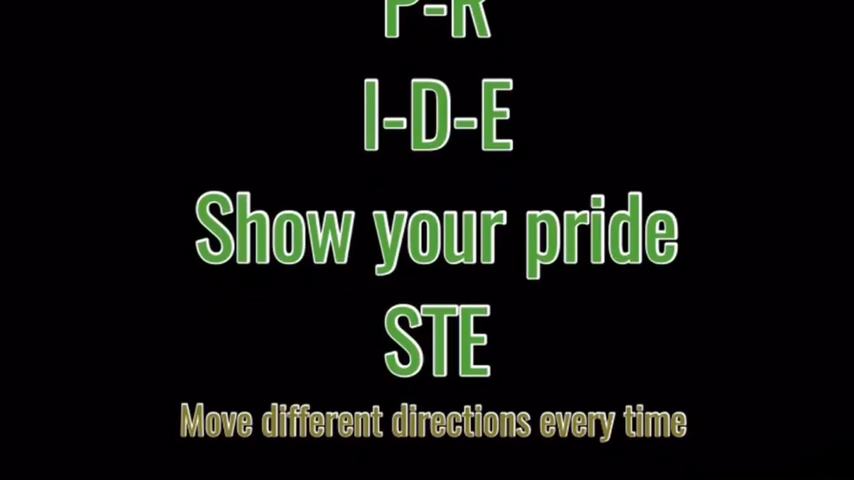 P-R
I-D-E
Show your pride
STE
Move different directions every time